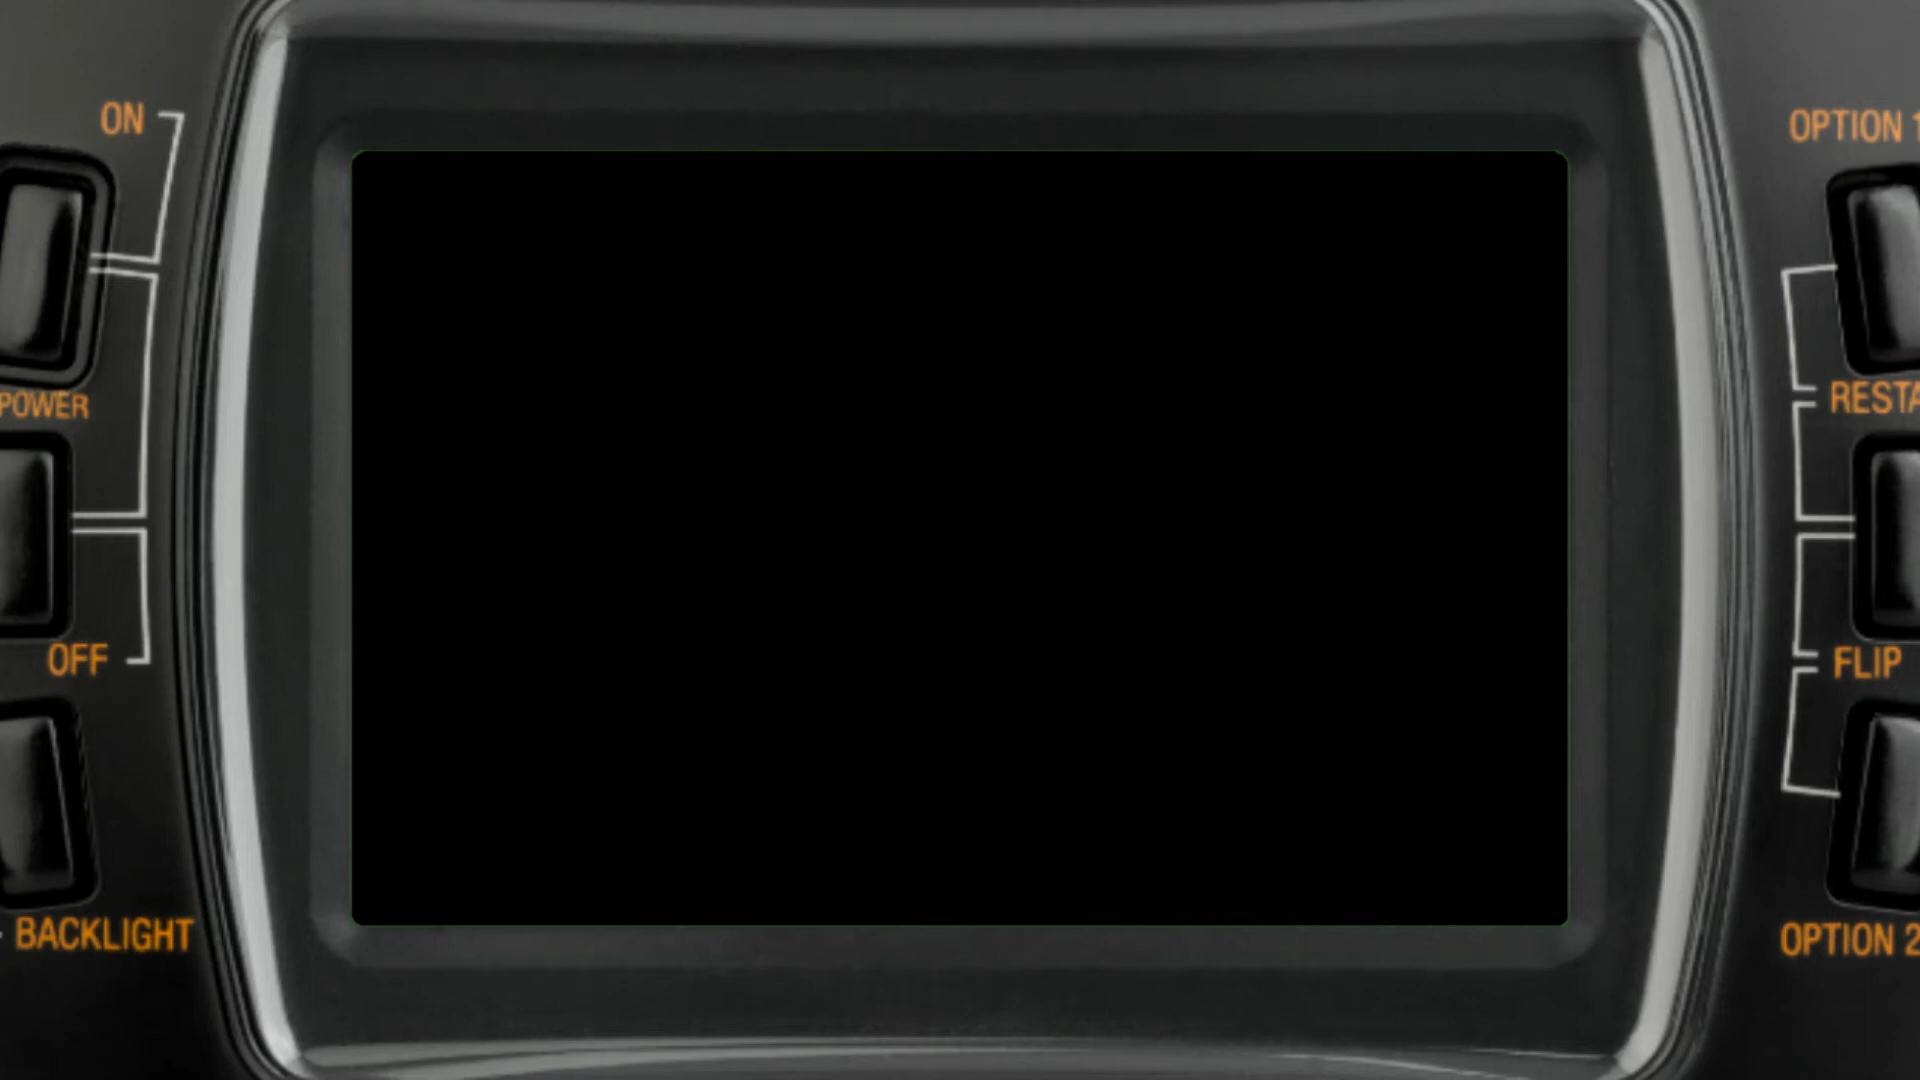 ON
POWER
OFF
BACKLIGHT
OPTION 1
RESTA
FLIP
OPTION 2